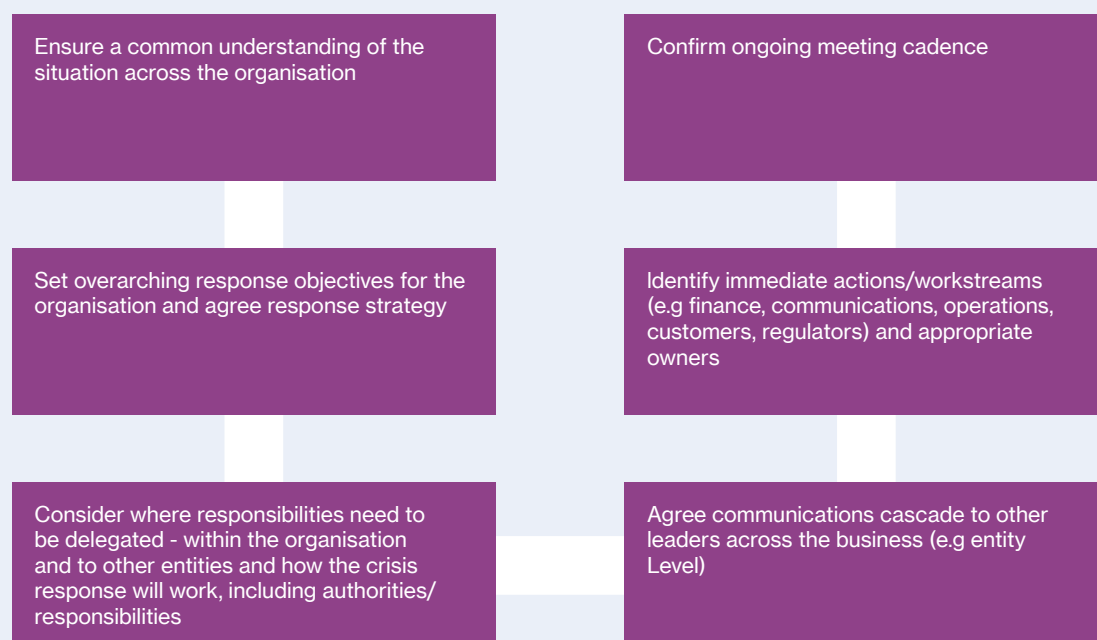 Ensure a common understanding of the
situation across the organisation
Set overarching response objectives for the
organisation and agree response strategy
Consider where responsibilities need to
be delegated - within the organisation
and to other entities and how the crisis
response will work, including authorities/
responsibilities
Agree communications cascade to other
leaders across the business (e.g entity
Level)
Identify immediate actions/workstreams
(e.g finance, communications, operations,
customers, regulators) and appropriate
owners
Confirm ongoing meeting cadence